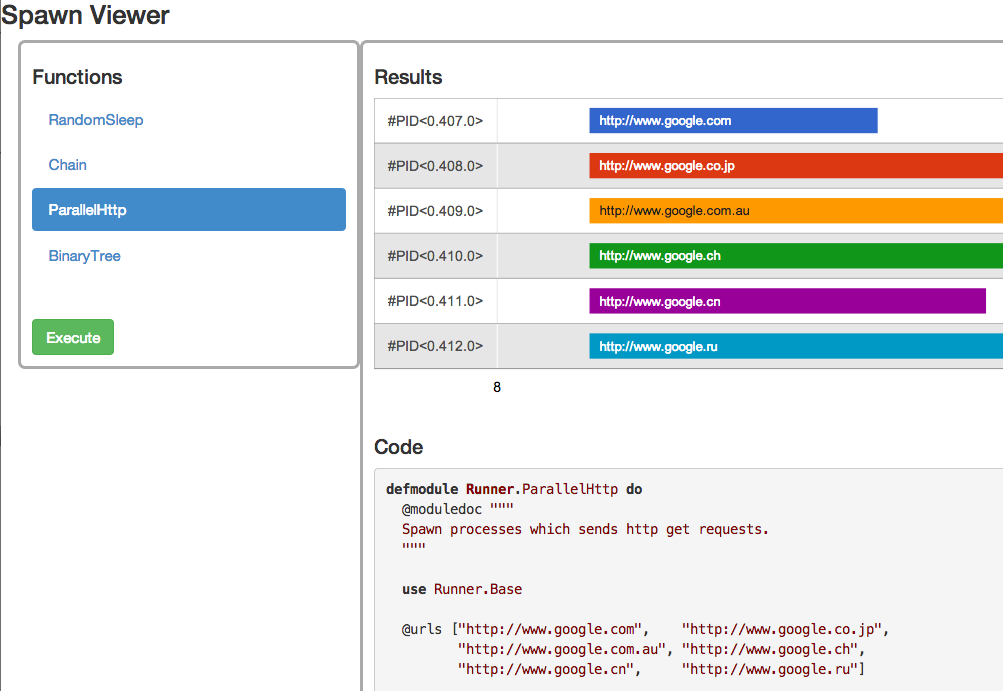 Spawn Viewer
Functions
RandomSleep
Chain
ParallelHttp
BinaryTree
Execute
Results
#PID<0.407.0> http://www.google.com
#PID<0.408.0> http://www.google.co.jp
#PID<0.409.0> http://www.google.com.au
#PID<0.410.0> http://www.google.ch
#PID<0.411.0> http://www.google.cn
#PID<0.412.0> http://www.google.ru
8
Code
defmodule Runner.ParallelHttp do
  @moduledoc """
  Spawn processes which sends http get requests.
  """
  use Runner.Base
  @urls ["http://www.google.com",    "http://www.google.co.jp",
         "http://www.google.com.au", "http://www.google.ch",
         "http://www.google.cn",     "http://www.google.ru"]